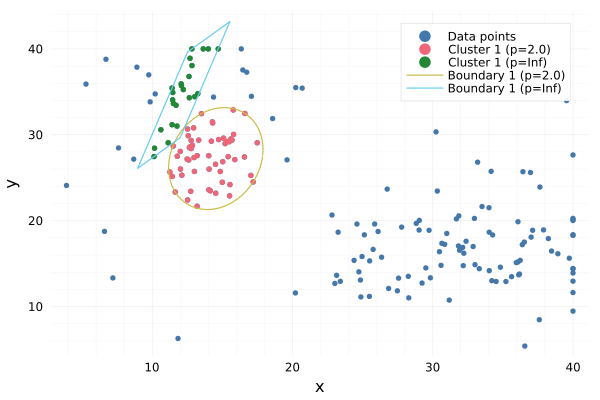 Data points
Cluster 1 (p=2.0)
Cluster 1 (p=Inf)
Boundary 1 (p=2.0)
Boundary 1 (p=Inf)
40
30
20
10
y
10
20
30
40
x